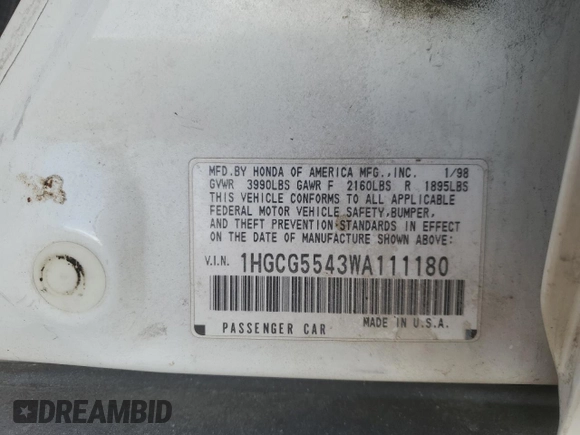 MFD.BY HONDA OF AMERICA MFG.,INC. 1/98
GVWR 3990LBS GAWR F 2160LBS R 1895LBS
THIS VEHICLE CONFORMS TO ALL APPLICABLE
FEDERAL MOTOR VEHICLE SAFETY,BUMPER,
AND THEFT PREVENTION STANDARDS IN EFFECT
ON THE DATE OF MANUFACTURE SHOWN ABOVE:
V.I.N. 1HGCG5543WA111180
PASSENGER CAR MADE IN U.S.A.
DREAMBID